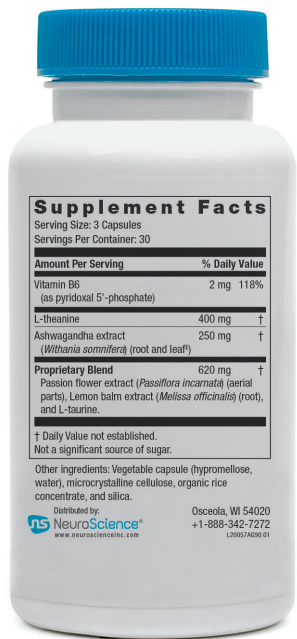 Supplement Facts
Serving Size: 3 Capsules
Servings Per Container: 30
Amount Per Serving % Daily Value
Vitamin B6 2 mg 118%
(as pyridoxal 5'-phosphate)
L-theanine 400 mg †
Ashwagandha extract 250 mg †
(Withania somnifera) (root and leaf‡)
Proprietary Blend 620 mg †
Passion flower extract (Passiflora incarnata) (aerial
parts), Lemon balm extract (Melissa officinalis) (root),
and L-taurine.
† Daily Value not established.
Not a significant source of sugar.
Other ingredients: Vegetable capsule (hypromellose,
water), microcrystalline cellulose, organic rice
concentrate, and silica.
Distributed by:
ns NeuroScience®
www.neuroscienceinc.com
Osceola, WI 54020
+1-888-342-7272
L20057AG90.01